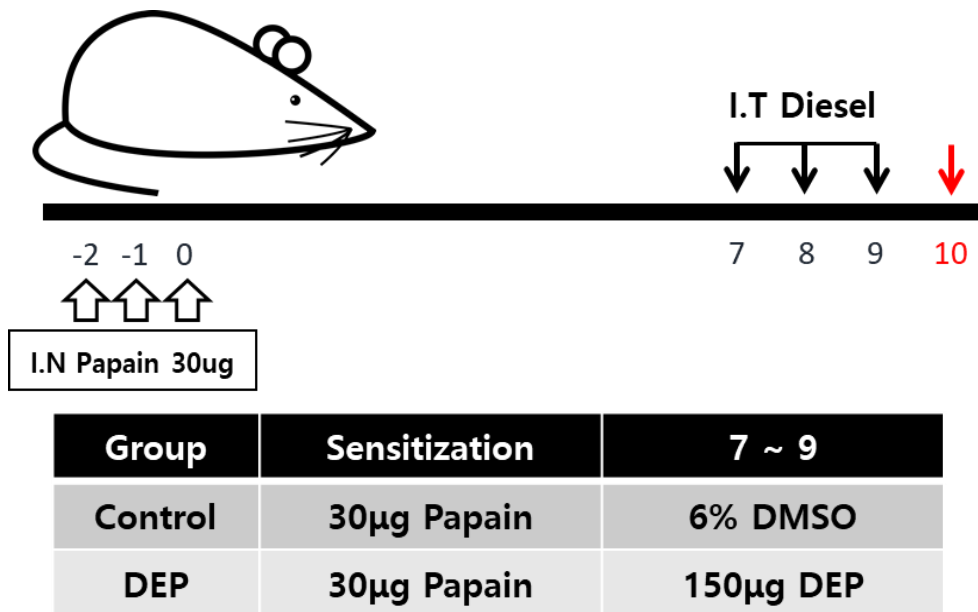 I.T Diesel
-2 -1 0 7 8 9 10
I.N Papain 30ug
Group Sensitization 7 ~ 9
Control 30μg Papain 6% DMSO
DEP 30μg Papain 150μg DEP